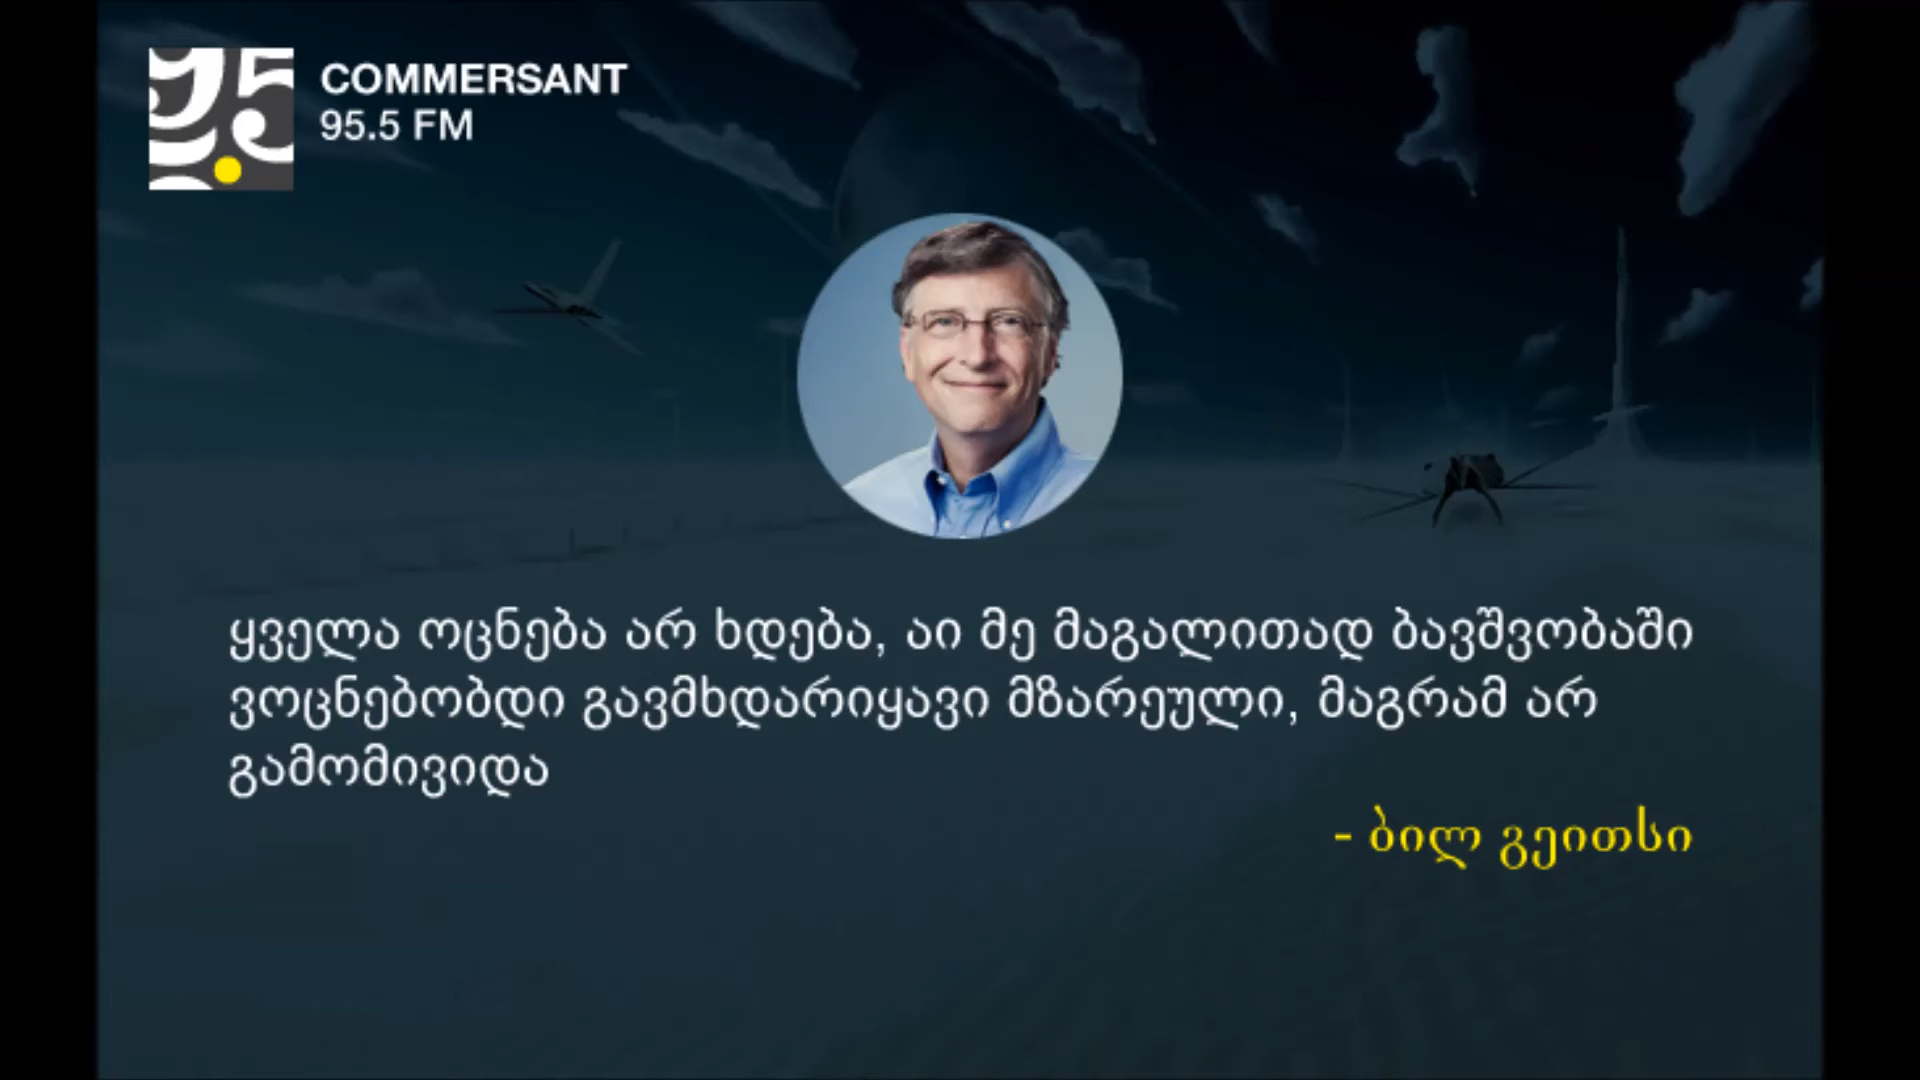 COMMERSANT
95.5 FM
ყველა ოცნება არ ხდება, აი მე მაგალითად ბავშვობაში
ვოცნებობდი გავმხდარიყავი მზარეული, მაგრამ არ
გამომივიდა
- ბილ გეითსი